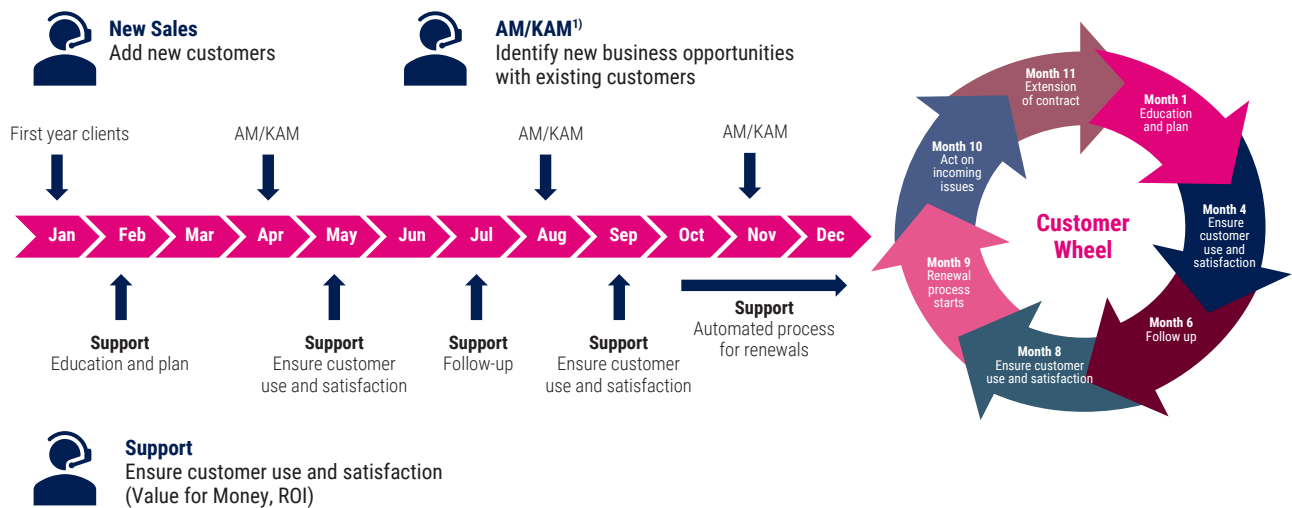 New Sales
Add new customers
AM/KAM1)
Identify new business opportunities
with existing customers
First year clients
AM/KAM
AM/KAM
AM/KAM
Jan
Feb
Mar
Apr
May
Jun
Jul
Aug
Sep
Oct
Nov
Dec
Support
Education and plan
Support
Ensure customer
use and satisfaction
Support
Follow-up
Support
Ensure customer
use and satisfaction
Support
Automated process
for renewals
Support
Ensure customer use and satisfaction
(Value for Money, ROI)
Customer
Wheel
Month 1
Education
and plan
Month 4
Ensure
customer
use and
satisfaction
Month 6
Follow up
Month 8
Ensure customer
use and satisfaction
Month 9
Renewal
process
starts
Month 10
Act on
incoming
issues
Month 11
Extension
of contract